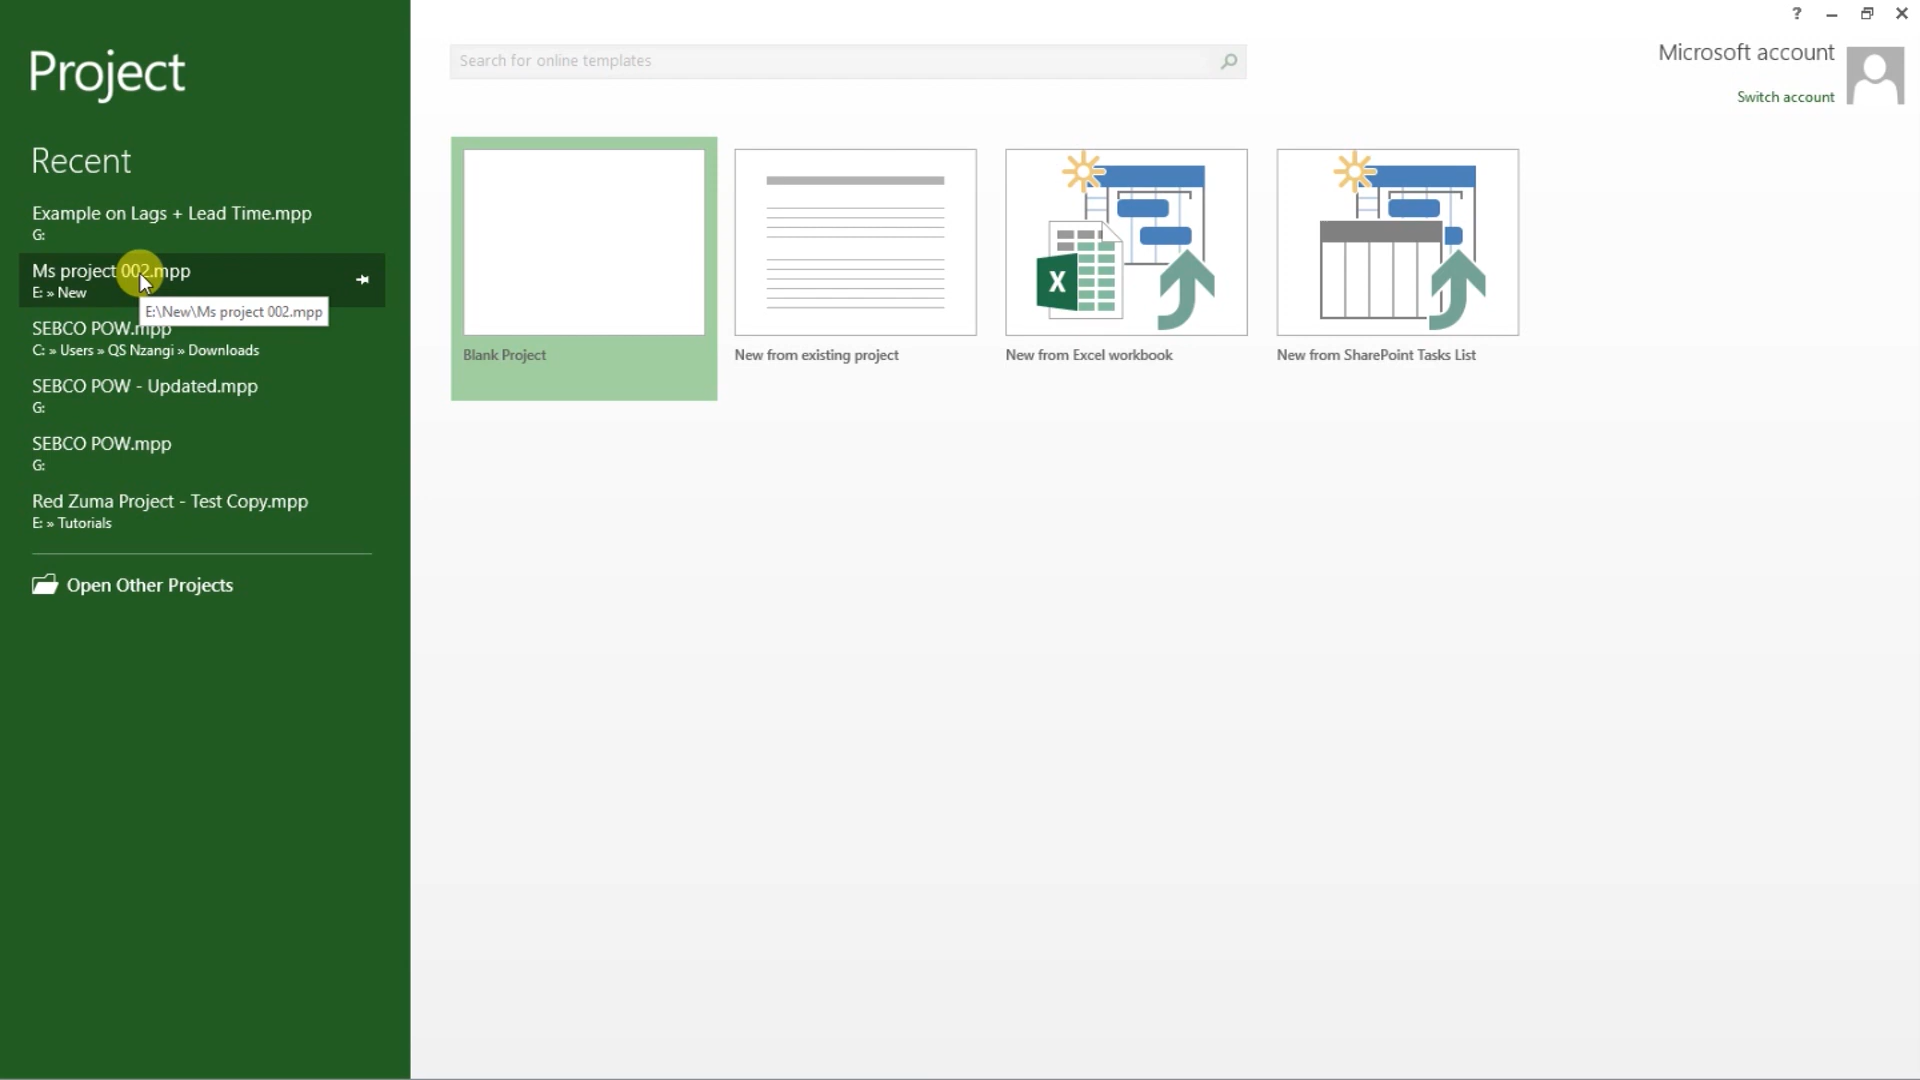 ?
Project
Search for online templates
Microsoft account
Switch account
Recent
Example on Lags + Lead Time.mpp
G:
Ms project 002.mpp
E: » New
E:\New\Ms project 002.mpp
SEBCO POW.mpp
C: » Users » QS Nzangi » Downloads
SEBCO POW - Updated.mpp
G:
SEBCO POW.mpp
G:
Red Zuma Project - Test Copy.mpp
E: » Tutorials
Open Other Projects
Blank Project
New from existing project
X
New from Excel workbook
New from SharePoint Tasks List